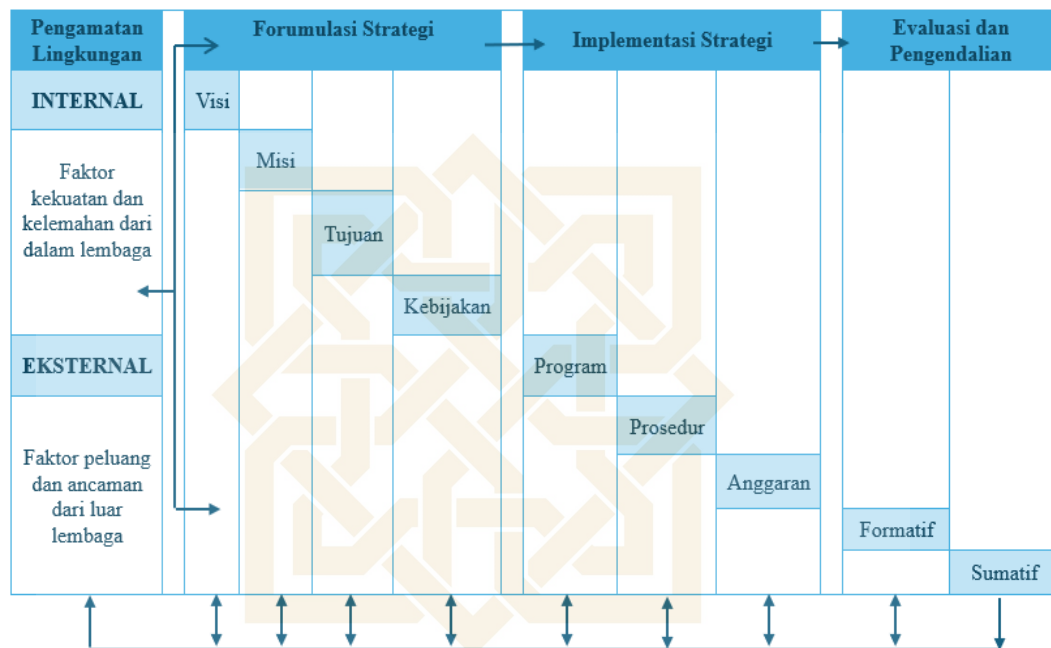 Pengamatan
Lingkungan
Forumulasi Strategi
Implementasi Strategi
Evaluasi dan
Pengendalian
INTERNAL
Visi
Faktor
kekuatan dan
kelemahan dari
dalam lembaga
Misi
Tujuan
Kebijakan
EKSTERNAL
Program
Faktor peluang
dan ancaman
dari luar
lembaga
Prosedur
Anggaran
Formatif
Sumatif